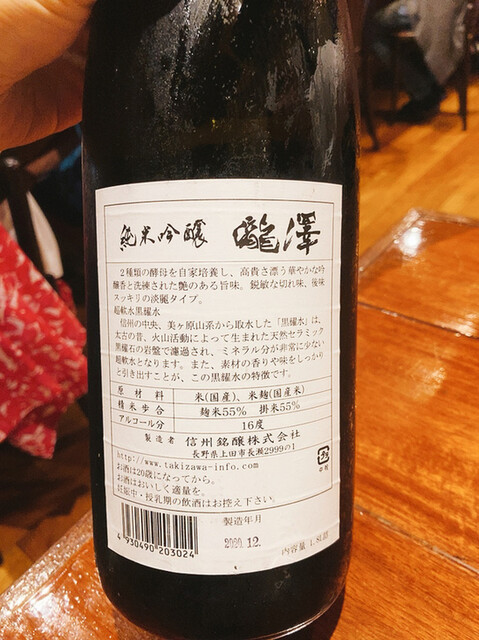 純米吟醸 瀧澤
2種類の酵母を自家培養し、高貴さ漂う華やかな吟
醸香と洗練された艶のある旨味。鋭敏な切れ味、後味
スッキリの淡麗タイプ。
超軟水黒耀水
信州の中央、美ヶ原山系から取水した「黒耀水」は、
太古の昔、火山活動によって生まれた天然セラミック
黒耀石の岩盤で濾過され、ミネラル分が非常に少ない
超軟水となります。また、素材の香りや味をしっかり
と引き出すことが、この黒耀水の特徴です。
原材料 米(国産)、米麹(国産米)
精米歩合 麹米55% 掛米55%
アルコール分 16度
製造者 信州銘醸株式会社
長野県上田市長瀬2999の1
http://www.takizawa-info.com
お酒は20歳になってから。
お酒はおいしく適量を。
妊娠中・授乳期の飲酒はお控え下さい。
製造年月
2020.12.
4 930490 203024
内容量 1.8L詰